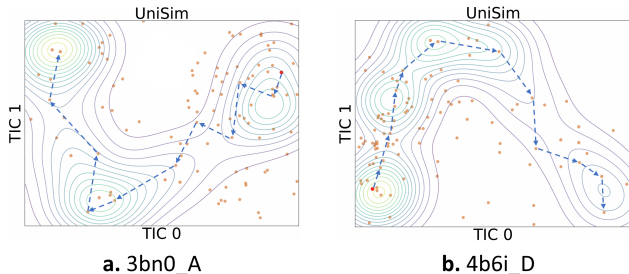 UniSim
UniSim
TIC 1
TIC 1
TIC 0
TIC 0
a. 3bn0_A
b. 4b6i_D